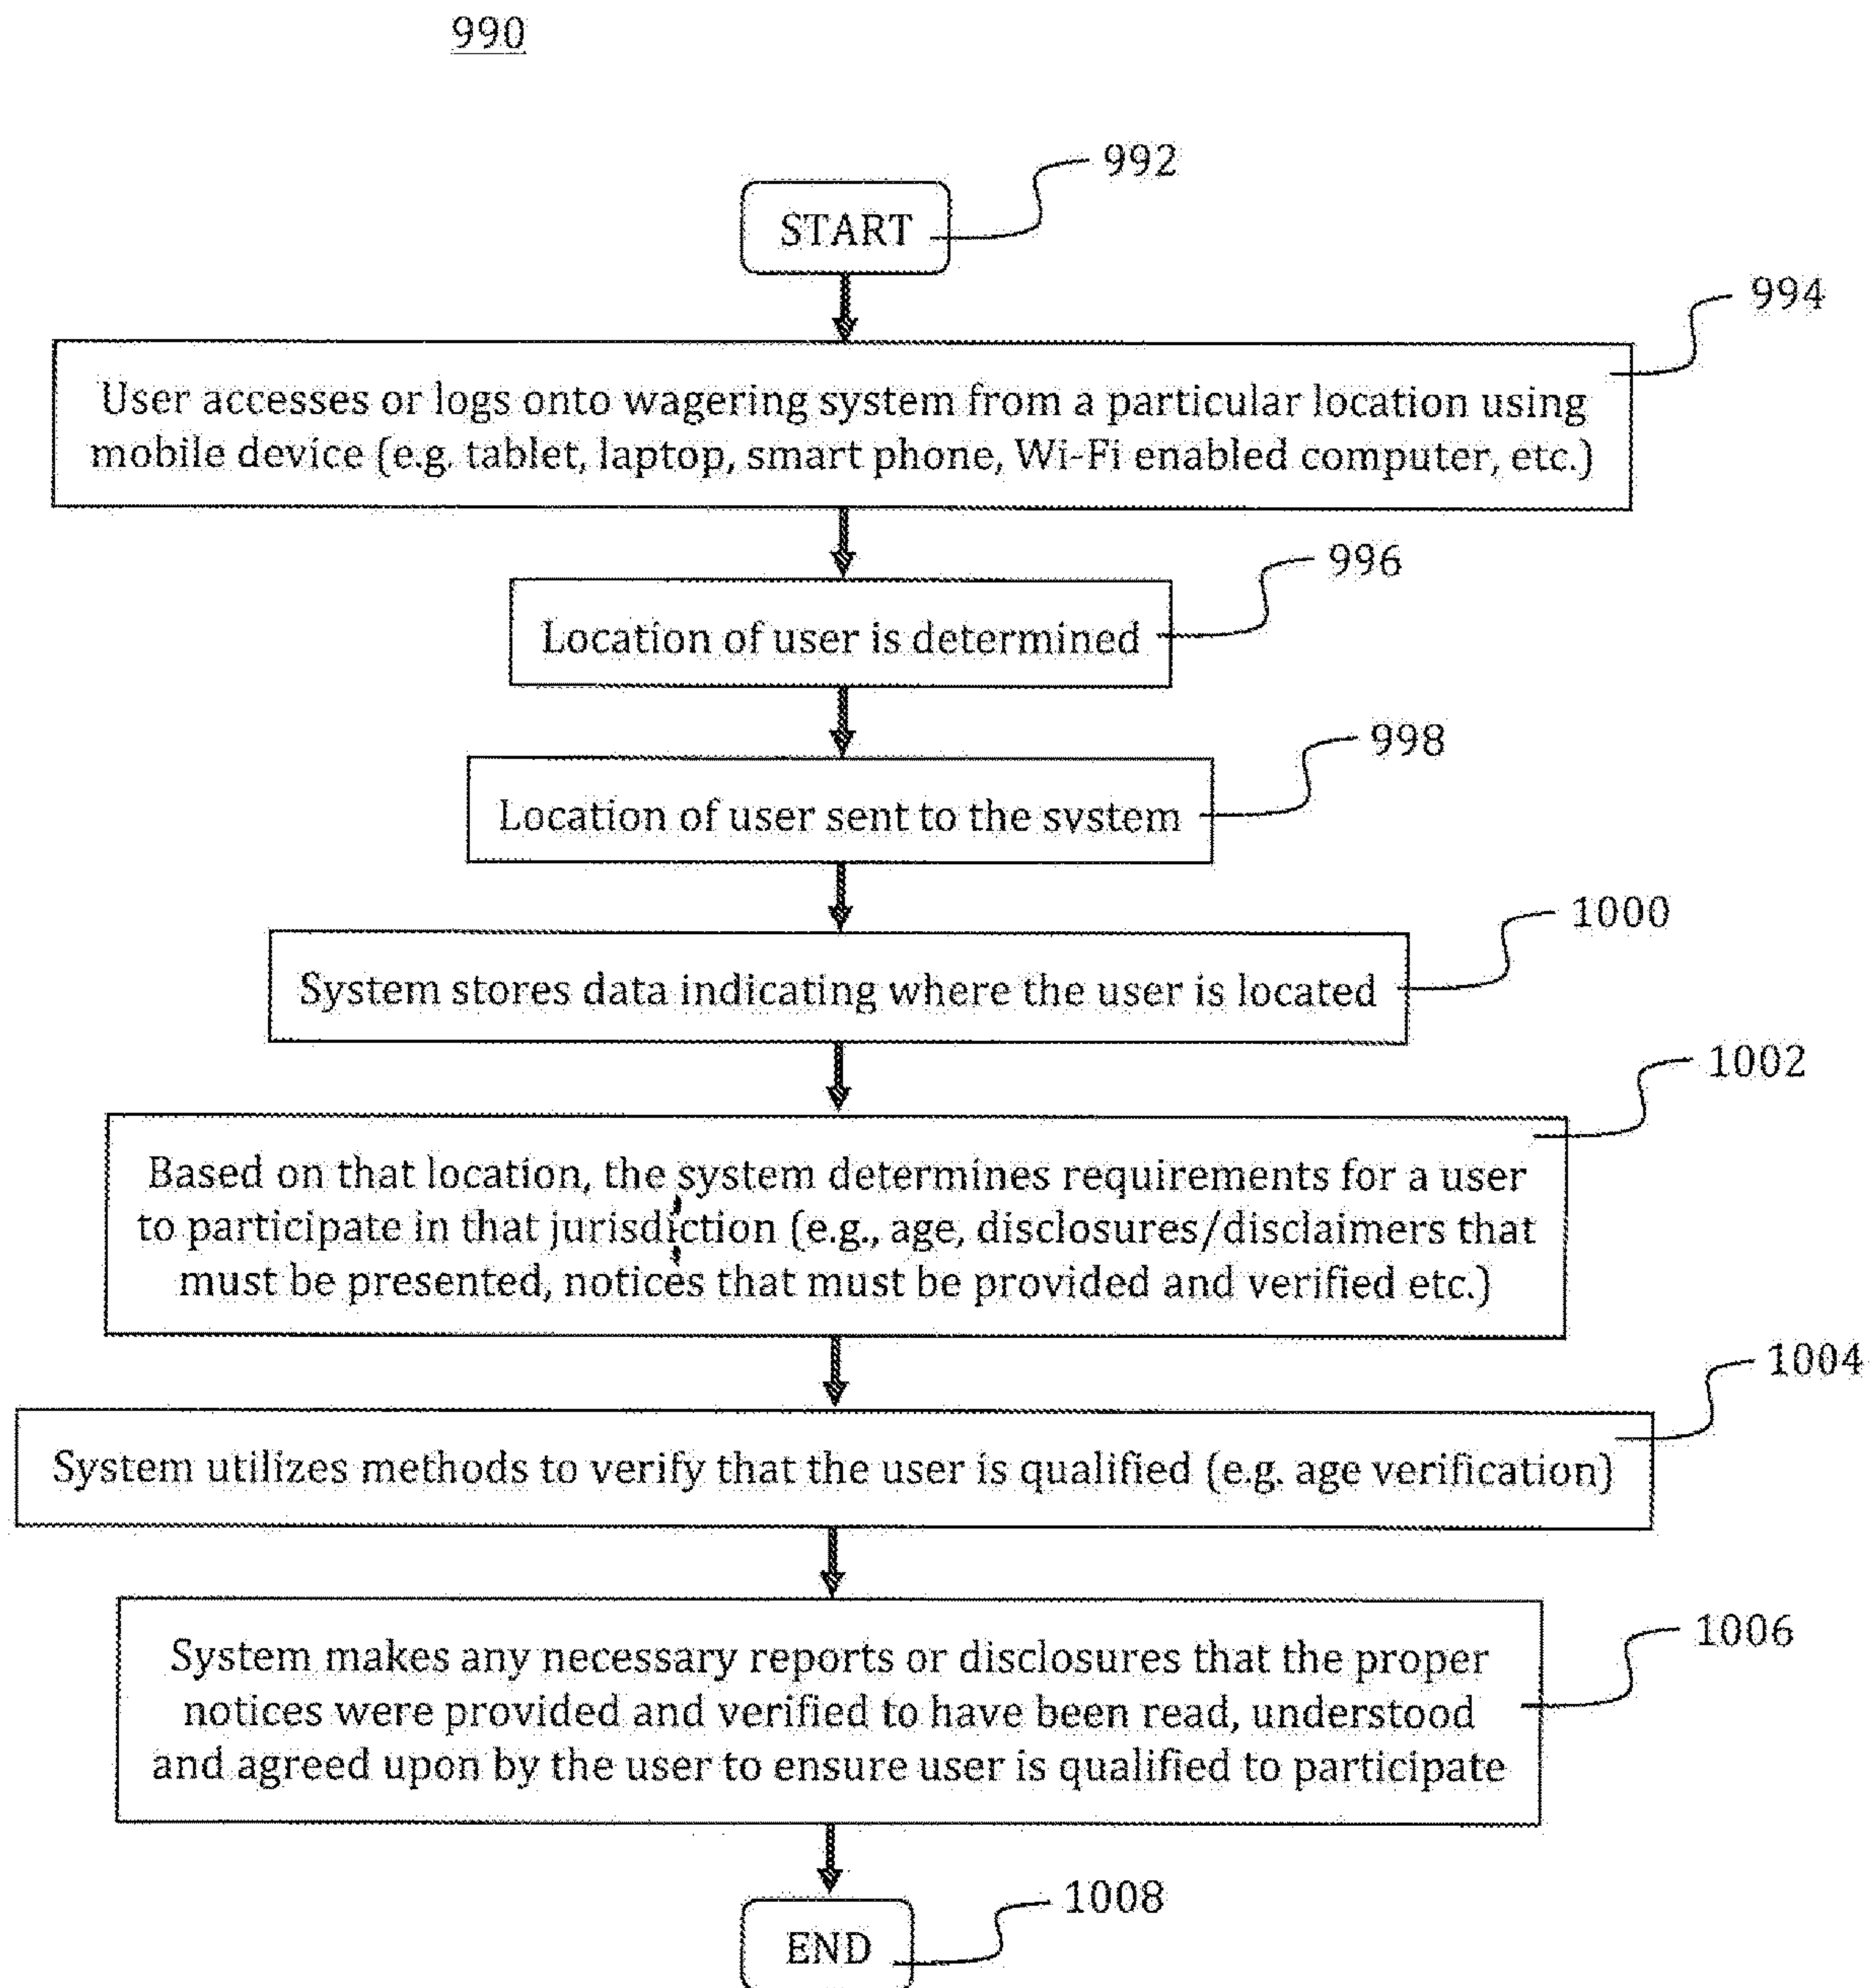 990
992
START
994
User accesses or logs onto wagering system from a particular location using
mobile device (e.g. tablet, laptop, smart phone, Wi-Fi enabled computer, etc.)
996
Location of user is determined
998
Location of user sent to the system
1000
System stores data indicating where the user is located
1002
Based on that location, the system determines requirements for a user
to participate in that jurisdiction (e.g., age, disclosures/disclaimers that
must be presented, notices that must be provided and verified etc.)
1004
System utilizes methods to verify that the user is qualified (e.g. age verification)
1006
System makes any necessary reports or disclosures that the proper
notices were provided and verified to have been read, understood
and agreed upon by the user to ensure user is qualified to participate
1008
END